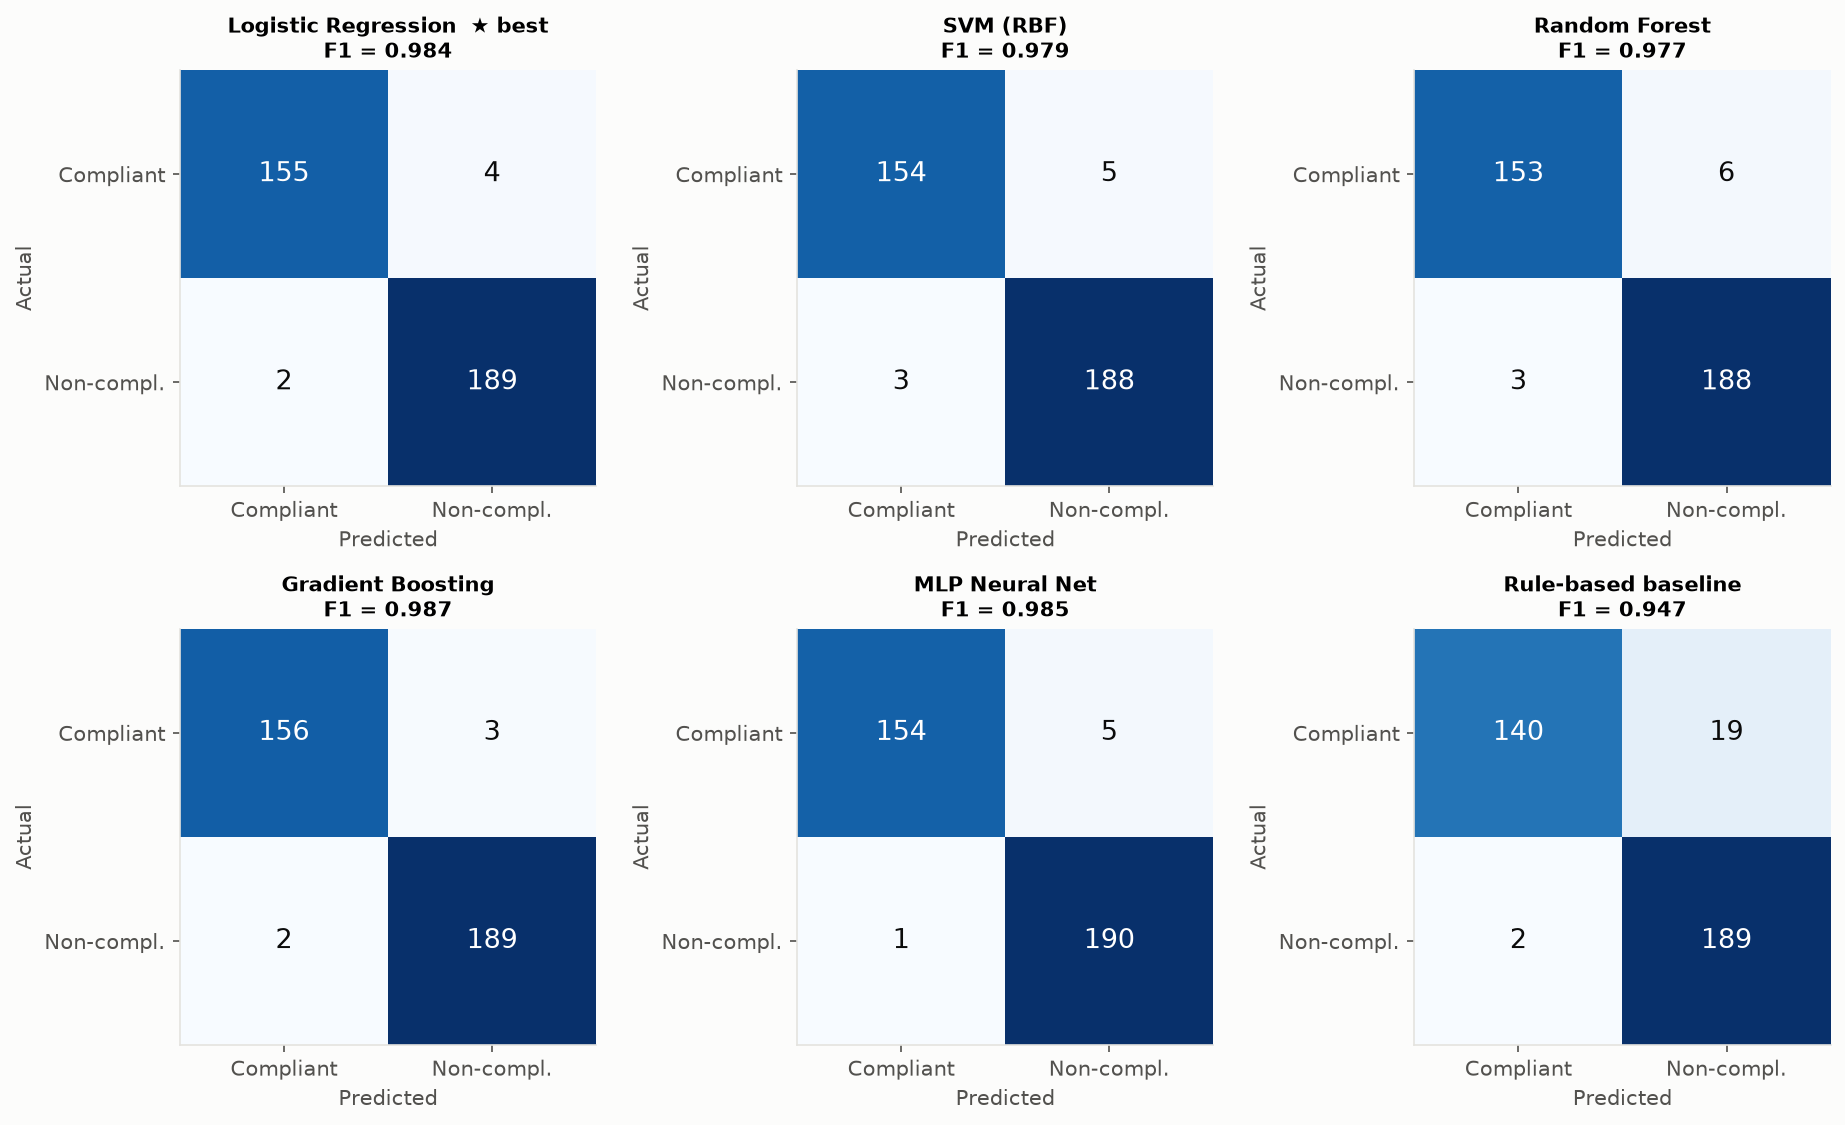 Logistic Regression ★ best
F1 = 0.984
Compliant
155
4
Actual
Non-compl.
2
189
Compliant
Non-compl.
Predicted
SVM (RBF)
F1 = 0.979
Compliant
154
5
Actual
Non-compl.
3
188
Compliant
Non-compl.
Predicted
Random Forest
F1 = 0.977
Compliant
153
6
Actual
Non-compl.
3
188
Compliant
Non-compl.
Predicted
Gradient Boosting
F1 = 0.987
Compliant
156
3
Actual
Non-compl.
2
189
Compliant
Non-compl.
Predicted
MLP Neural Net
F1 = 0.985
Compliant
154
5
Actual
Non-compl.
1
190
Compliant
Non-compl.
Predicted
Rule-based baseline
F1 = 0.947
Compliant
140
19
Actual
Non-compl.
2
189
Compliant
Non-compl.
Predicted